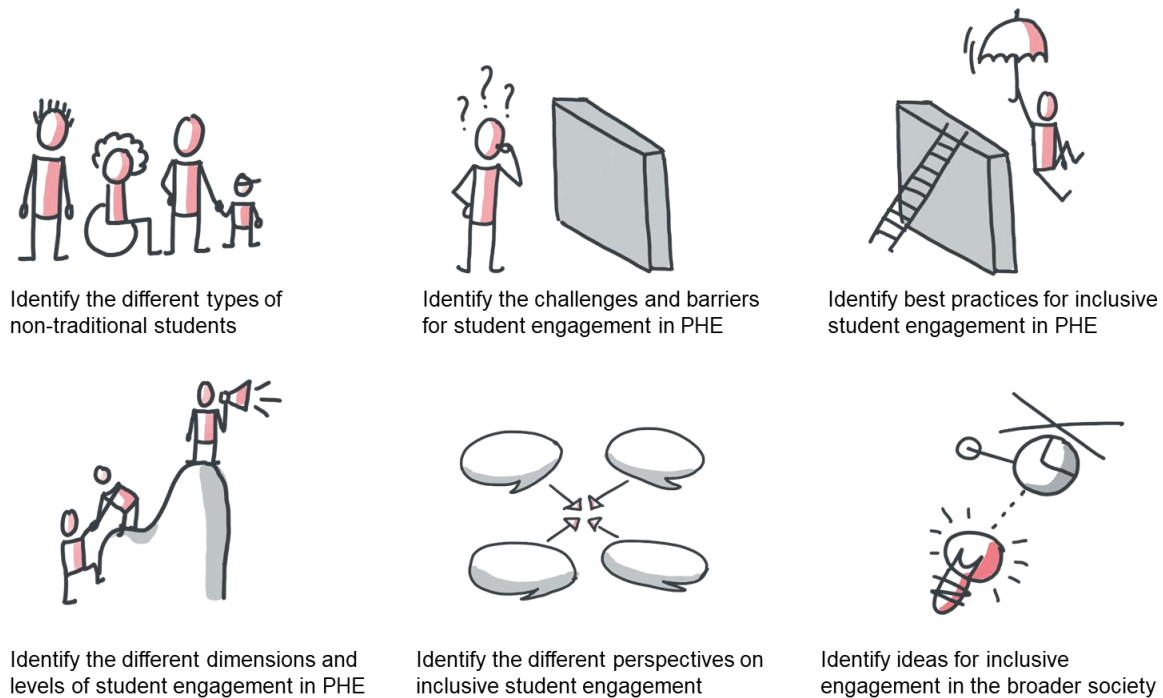 ? ? ?
Identify the different types of
non-traditional students
Identify the challenges and barriers
for student engagement in PHE
Identify best practices for inclusive
student engagement in PHE
Identify the different dimensions and
levels of student engagement in PHE
Identify the different perspectives on
inclusive student engagement
Identify ideas for inclusive
engagement in the broader society